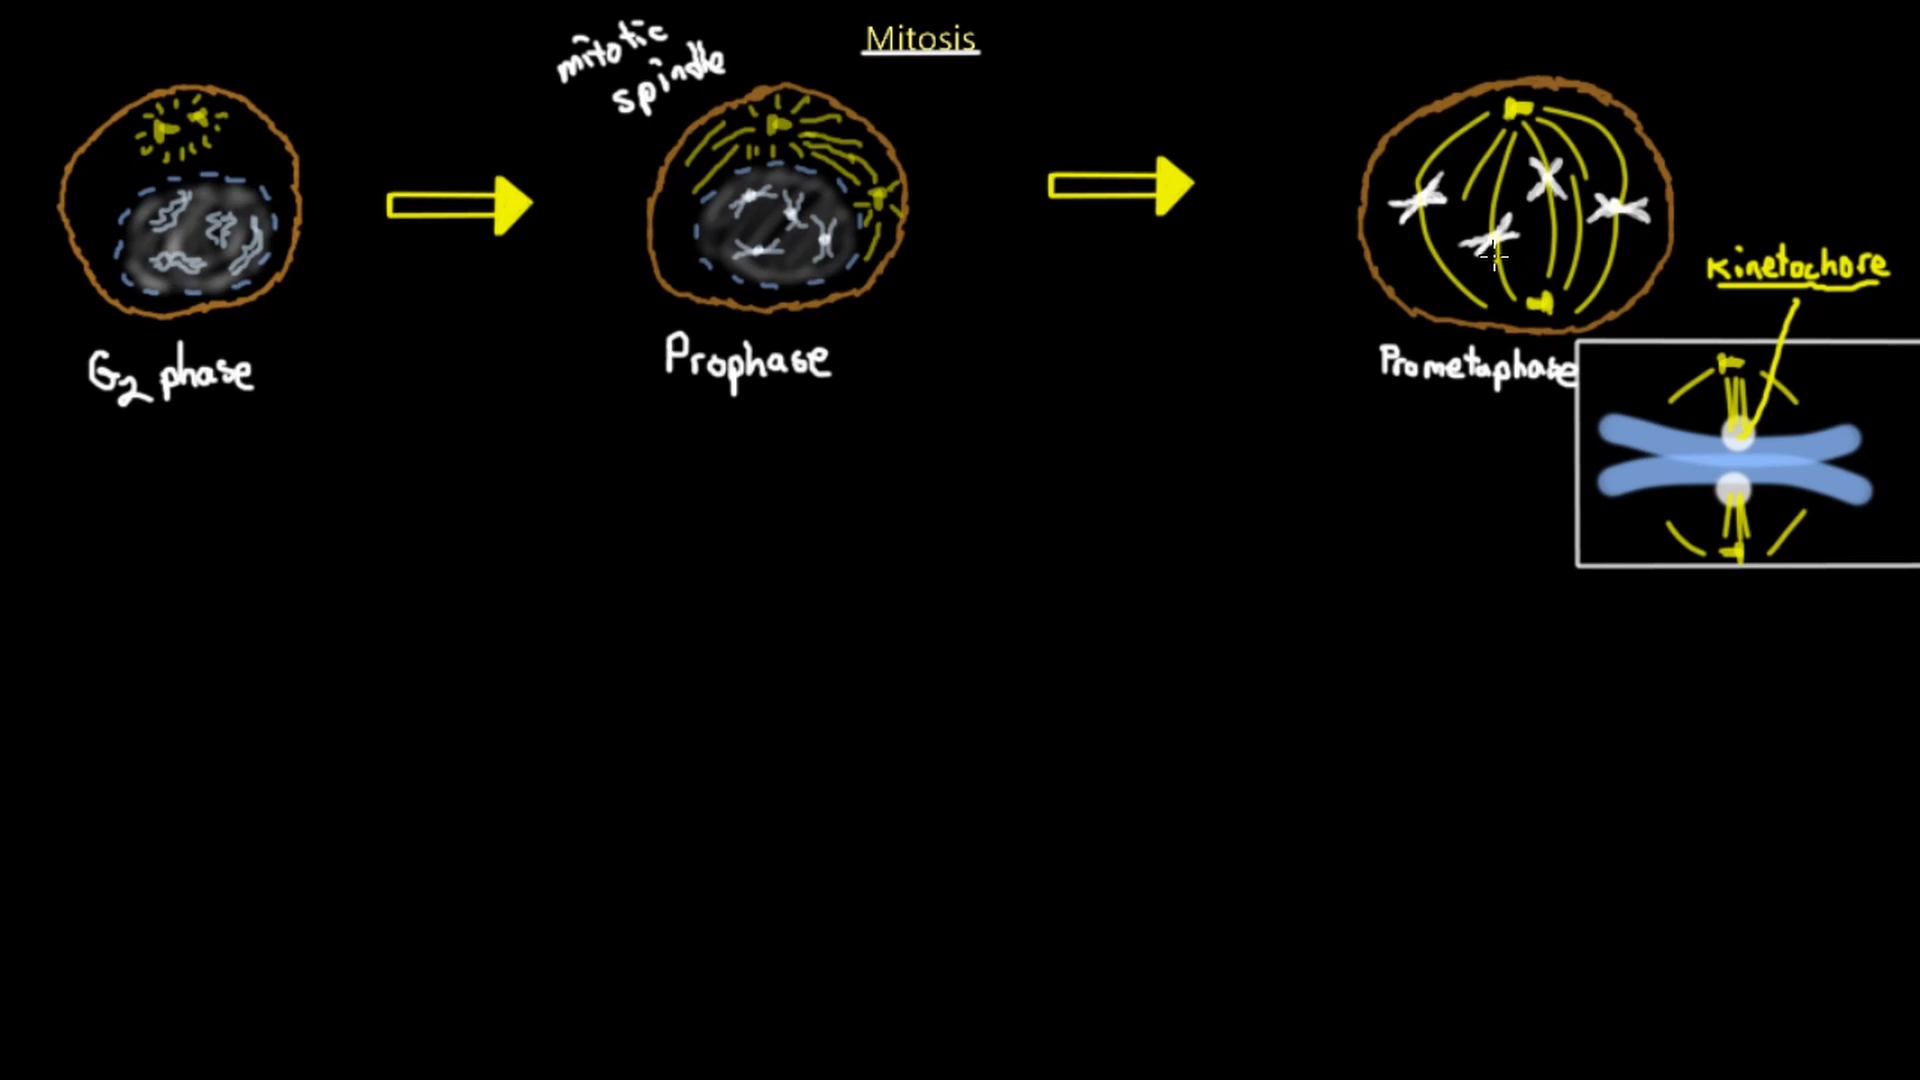 Mitosis
mitotic
spindle
Kinetochore
G2 phase
Prophase
Prometaphase